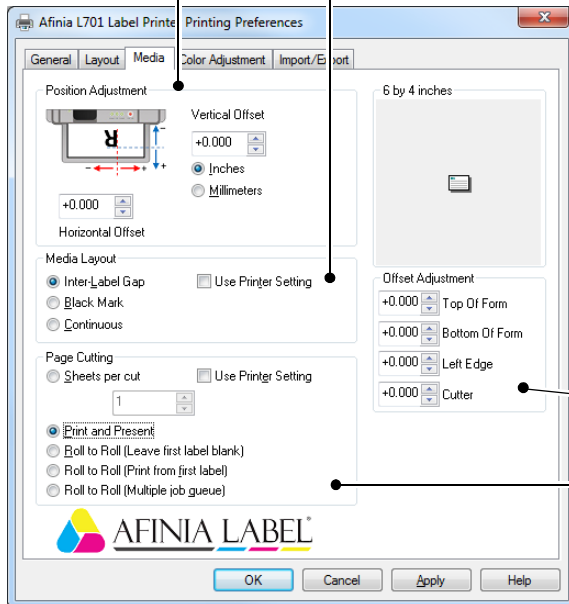 Afinia L701 Label Printer Printing Preferences
General Layout Media Color Adjustment Import/Export
Position Adjustment
R
Vertical Offset
+0.000
Inches
Millimeters
+0.000
Horizontal Offset
6 by 4 inches
Media Layout
Inter-Label Gap
Use Printer Setting
Black Mark
Continuous
Offset Adjustment
+0.000 Top Of Form
+0.000 Bottom Of Form
+0.000 Left Edge
+0.000 Cutter
Page Cutting
Sheets per cut
Use Printer Setting
1
Print and Present
Roll to Roll (Leave first label blank)
Roll to Roll (Print from first label)
Roll to Roll (Multiple job queue)
AFINIA LABEL
OK Cancel Apply Help